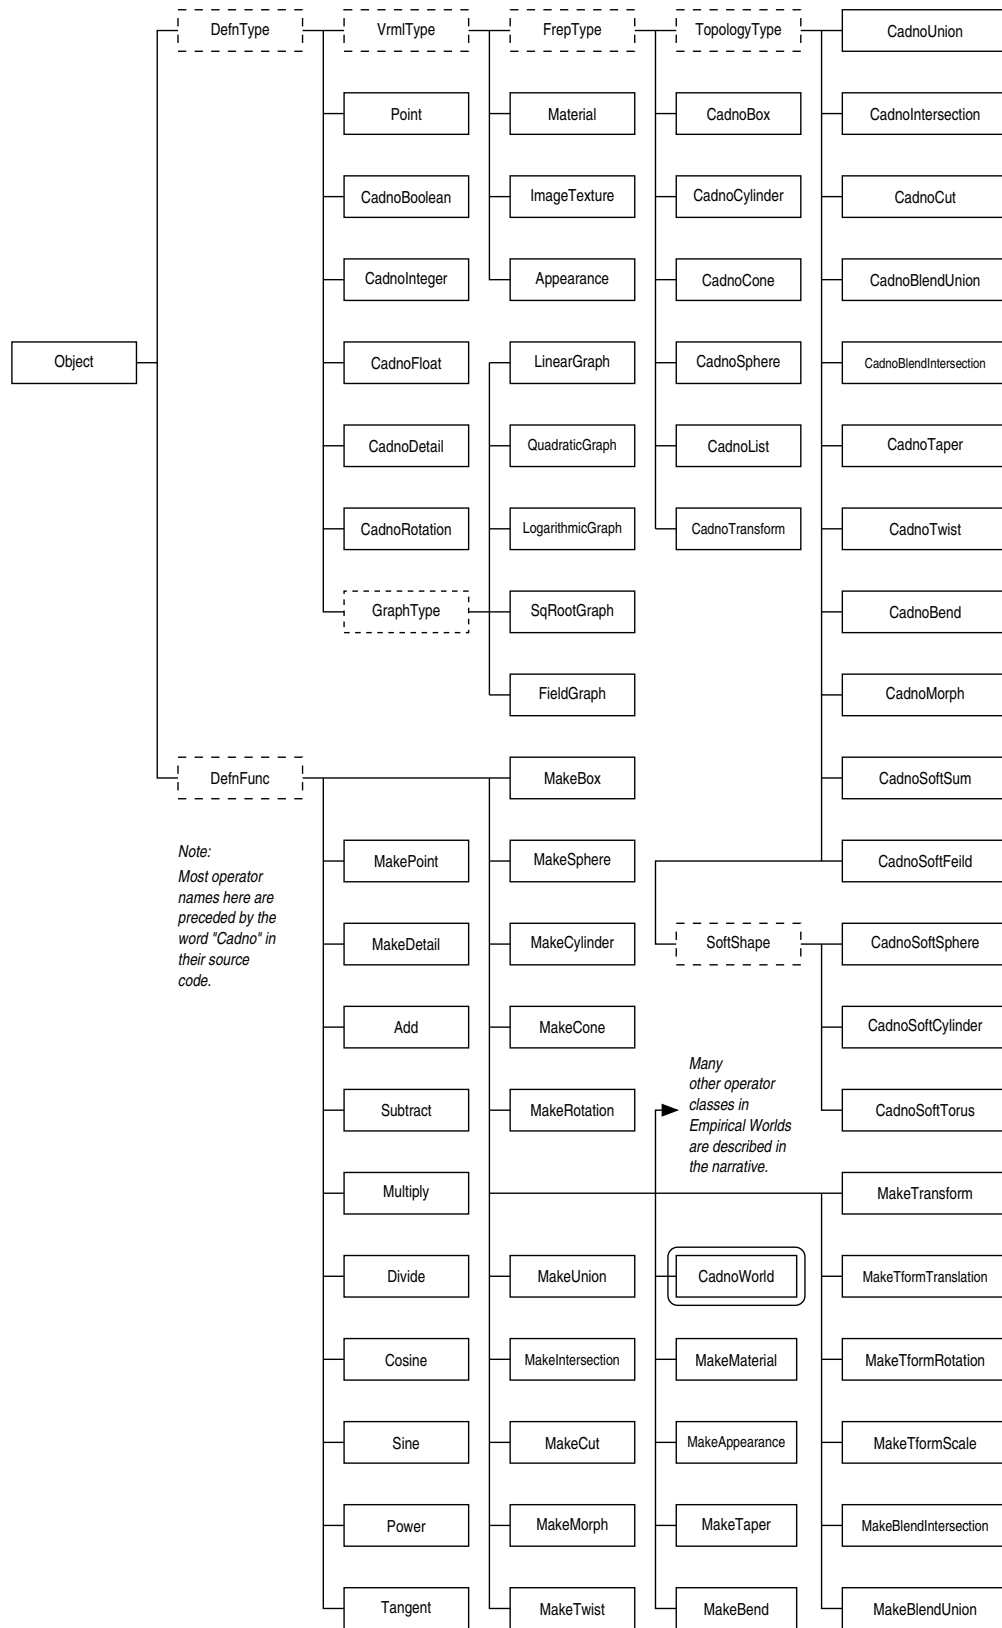 DefnType
VrmlType
FrepType
TopologyType
CadnoUnion
Point
Material
CadnoBox
CadnoIntersection
CadnoBoolean
ImageTexture
CadnoCylinder
CadnoCut
CadnoInteger
Appearance
CadnoCone
CadnoBlendUnion
Object
CadnoFloat
LinearGraph
CadnoSphere
CadnoBlendIntersection
CadnoDetail
QuadraticGraph
CadnoList
CadnoTaper
CadnoRotation
LogarithmicGraph
CadnoTransform
CadnoTwist
GraphType
SqRootGraph
CadnoBend
FieldGraph
CadnoMorph
DefnFunc
MakeBox
CadnoSoftSum
Note:
Most operator
names here are
preceded by the
word "Cadno" in
their source
code.
MakePoint
MakeSphere
CadnoSoftFeild
MakeDetail
MakeCylinder
SoftShape
CadnoSoftSphere
Add
MakeCone
CadnoSoftCylinder
Many
other operator
classes in
Empirical Worlds
are described in
the narrative.
Subtract
MakeRotation
CadnoSoftTorus
Multiply
MakeTransform
Divide
MakeUnion
CadnoWorld
MakeTformTranslation
Cosine
MakeIntersection
MakeMaterial
MakeTformRotation
Sine
MakeCut
MakeAppearance
MakeTformScale
Power
MakeMorph
MakeTaper
MakeBlendIntersection
Tangent
MakeTwist
MakeBend
MakeBlendUnion